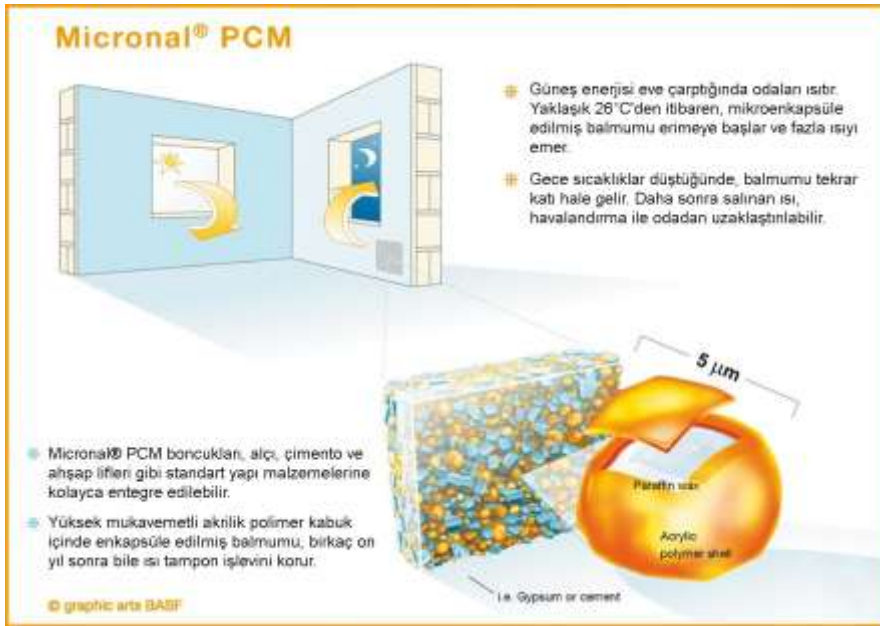 Micronal® PCM
Güneş enerjisi eve çarptığında odaları ısıtır.
Yaklaşık 26°C'den itibaren, mikroenkapsüle
edilmiş balmumu erimeye başlar ve fazla ısıyı
emer.
Gece sıcaklıklar düştüğünde, balmumu tekrar
katı hale gelir. Daha sonra salınan ısı,
havalandırma ile odadan uzaklaştırılabilir.
5 µm
Micronal® PCM boncukları, alçı, çimento ve
ahşap lifleri gibi standart yapı malzemelerine
kolayca entegre edilebilir.
Yüksek mukavemetli akrilik polimer kabuk
içinde enkapsüle edilmiş balmumu, birkaç on
yıl sonra bile ısı tampon işlevini korur.
Paraffin wax
Acrylic
polymer shell
i.e. Gypsum or cement
© graphic arts BASF